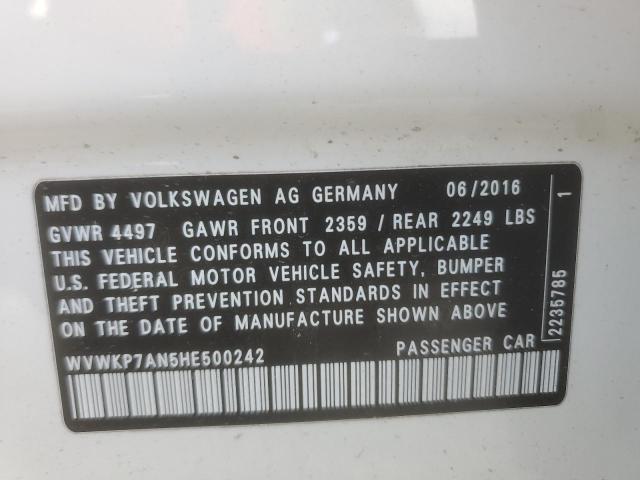 MFD BY VOLKSWAGEN AG GERMANY 06/2016
GVWR 4497 GAWR FRONT 2359 / REAR 2249 LBS
THIS VEHICLE CONFORMS TO ALL APPLICABLE
U.S. FEDERAL MOTOR VEHICLE SAFETY, BUMPER
AND THEFT PREVENTION STANDARDS IN EFFECT
ON THE DATE OF MANUFACTURE SHOWN ABOVE
WVWKP7AN5HE500242 PASSENGER CAR
2235785 1